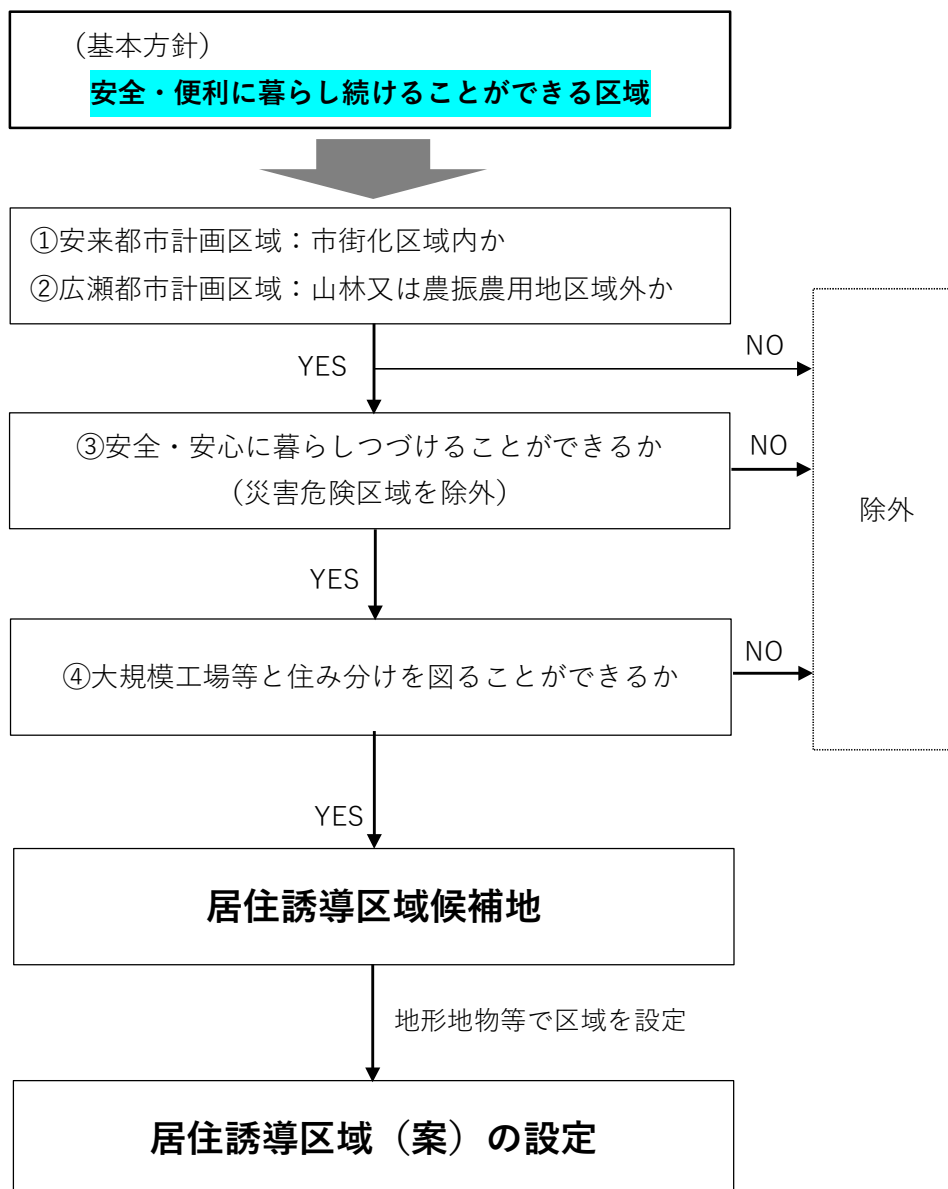 （基本方針）
安全・便利に暮らし続けることができる区域
①安来都市計画区域：市街化区域内か
②広瀬都市計画区域：山林又は農振農用地区域外か
YES
NO
③安全・安心に暮らしつづけることができるか
（災害危険区域を除外）
NO
除外
YES
④大規模工場等と住み分けを図ることができるか
NO
YES
居住誘導区域候補地
地形地物等で区域を設定
居住誘導区域（案）の設定